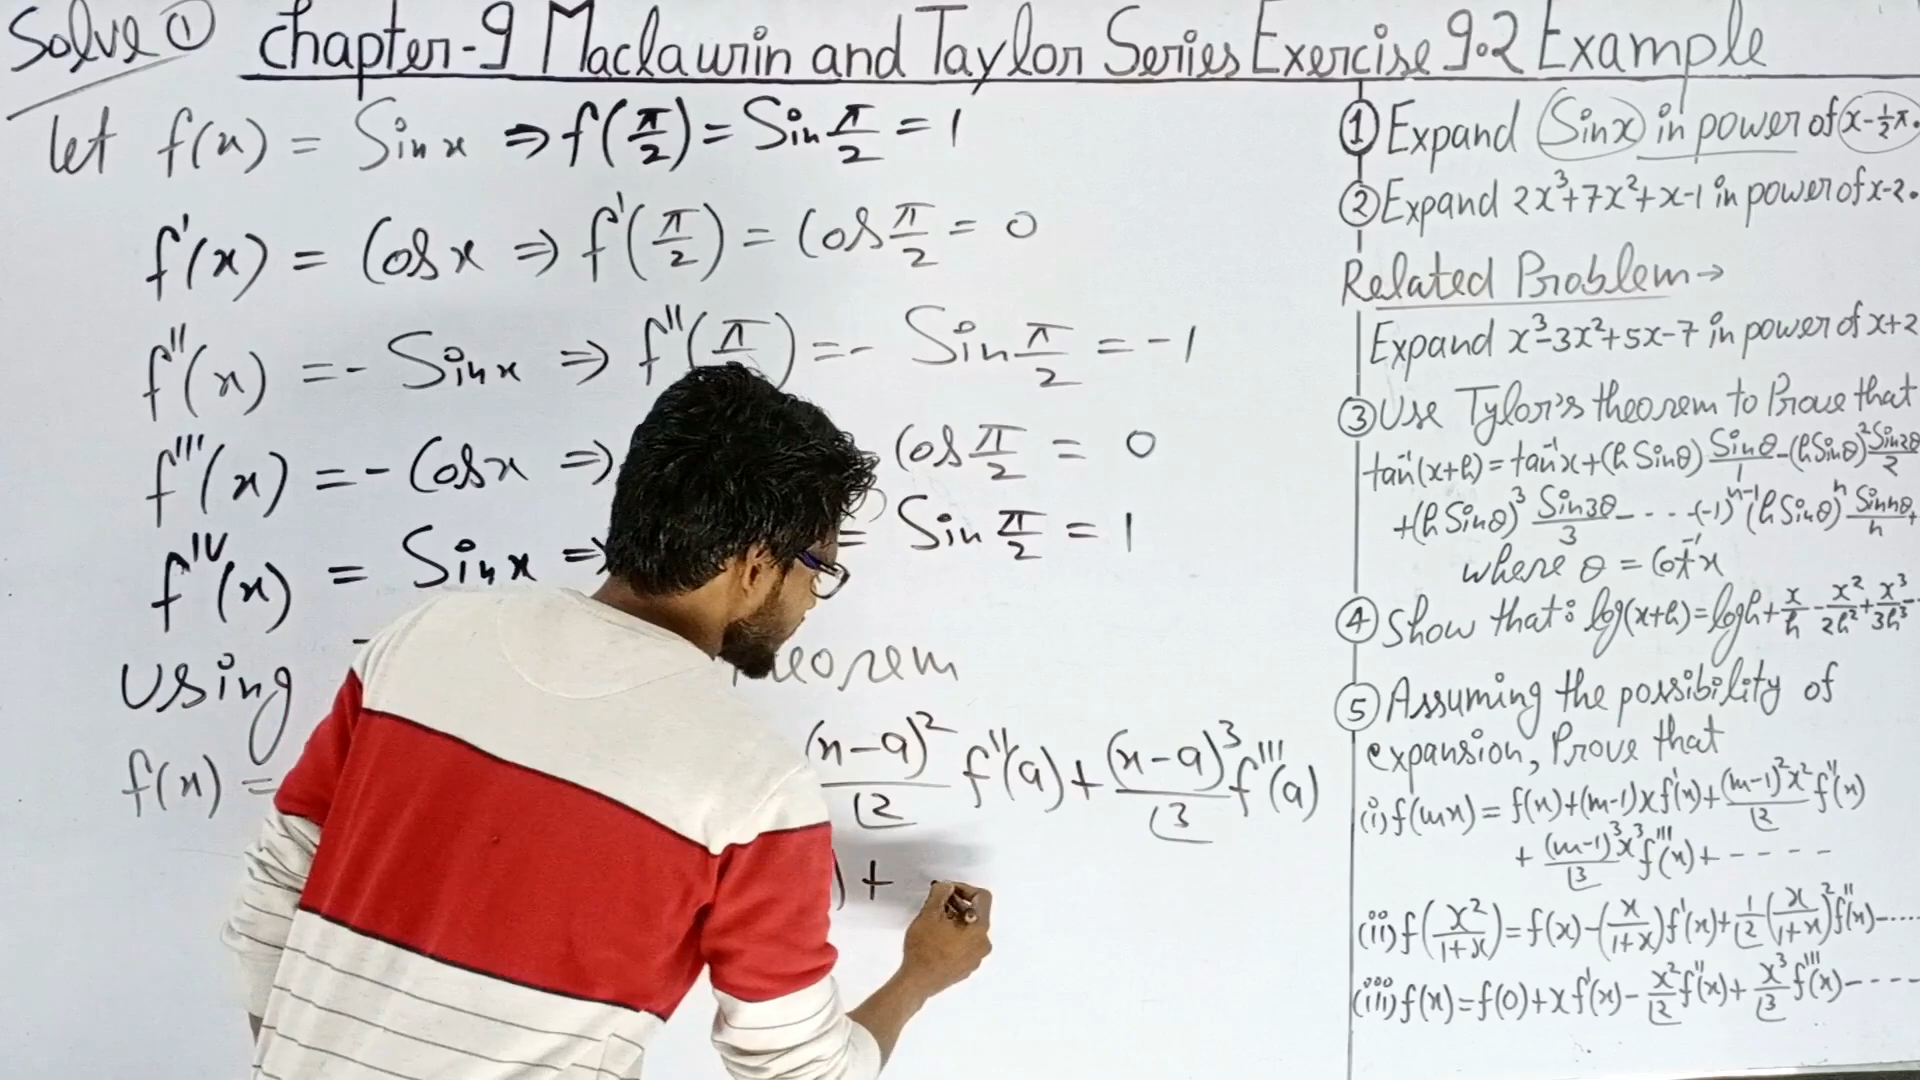 Solve ① Chapter-9 Maclaurin and Taylor Series Exercise 9.2 Example
let f(x) = Sin x ⇒ f(π/2) = Sin π/2 = 1
f'(x) = Cos x ⇒ f'(π/2) = Cos π/2 = 0
f''(x) = - Sin x ⇒ f''(π ) = - Sin π/2 = -1
f'''(x) = - Cos x ⇒ Cos π/2 = 0
f^IV(x) = Sin x ⇒ = Sin π/2 = 1
Using theorem
f(x) = (x-a)²/⌊2 f''(a) + (x-a)³/⌊3 f'''(a)
) +
① Expand Sin x in power of x-½π.
② Expand 2x³+7x²+x-1 in power of x-2.
Related Problem →
Expand x³-3x²+5x-7 in power of x+2
③ Use Tylor's theorem to Prove that
tan⁻¹(x+h) = tan⁻¹x + (h Sinθ) Sinθ/1 - (h Sinθ)² Sin2θ/2
+ (h Sinθ)³ Sin3θ/3 - - - - (-1)ⁿ⁻¹ (h Sinθ)ⁿ Sin nθ/n +
where θ = Cot⁻¹x
④ Show that: log(x+h) = log h + x/h - x²/2h² + x³/3h³ - -
⑤ Assuming the possibility of
expansion, Prove that
(i) f(mx) = f(x) + (m-1)x f'(x) + (m-1)²x²/⌊2 f''(x)
+ (m-1)³x³/⌊3 f'''(x) + - - - - -
(ii) f(x²/1+x) = f(x) - (x/1+x) f'(x) + 1/⌊2 (x/1+x)² f''(x) - - - - -
(iii) f(x) = f(0) + x f'(x) - x²/⌊2 f''(x) + x³/⌊3 f'''(x) - - - - -